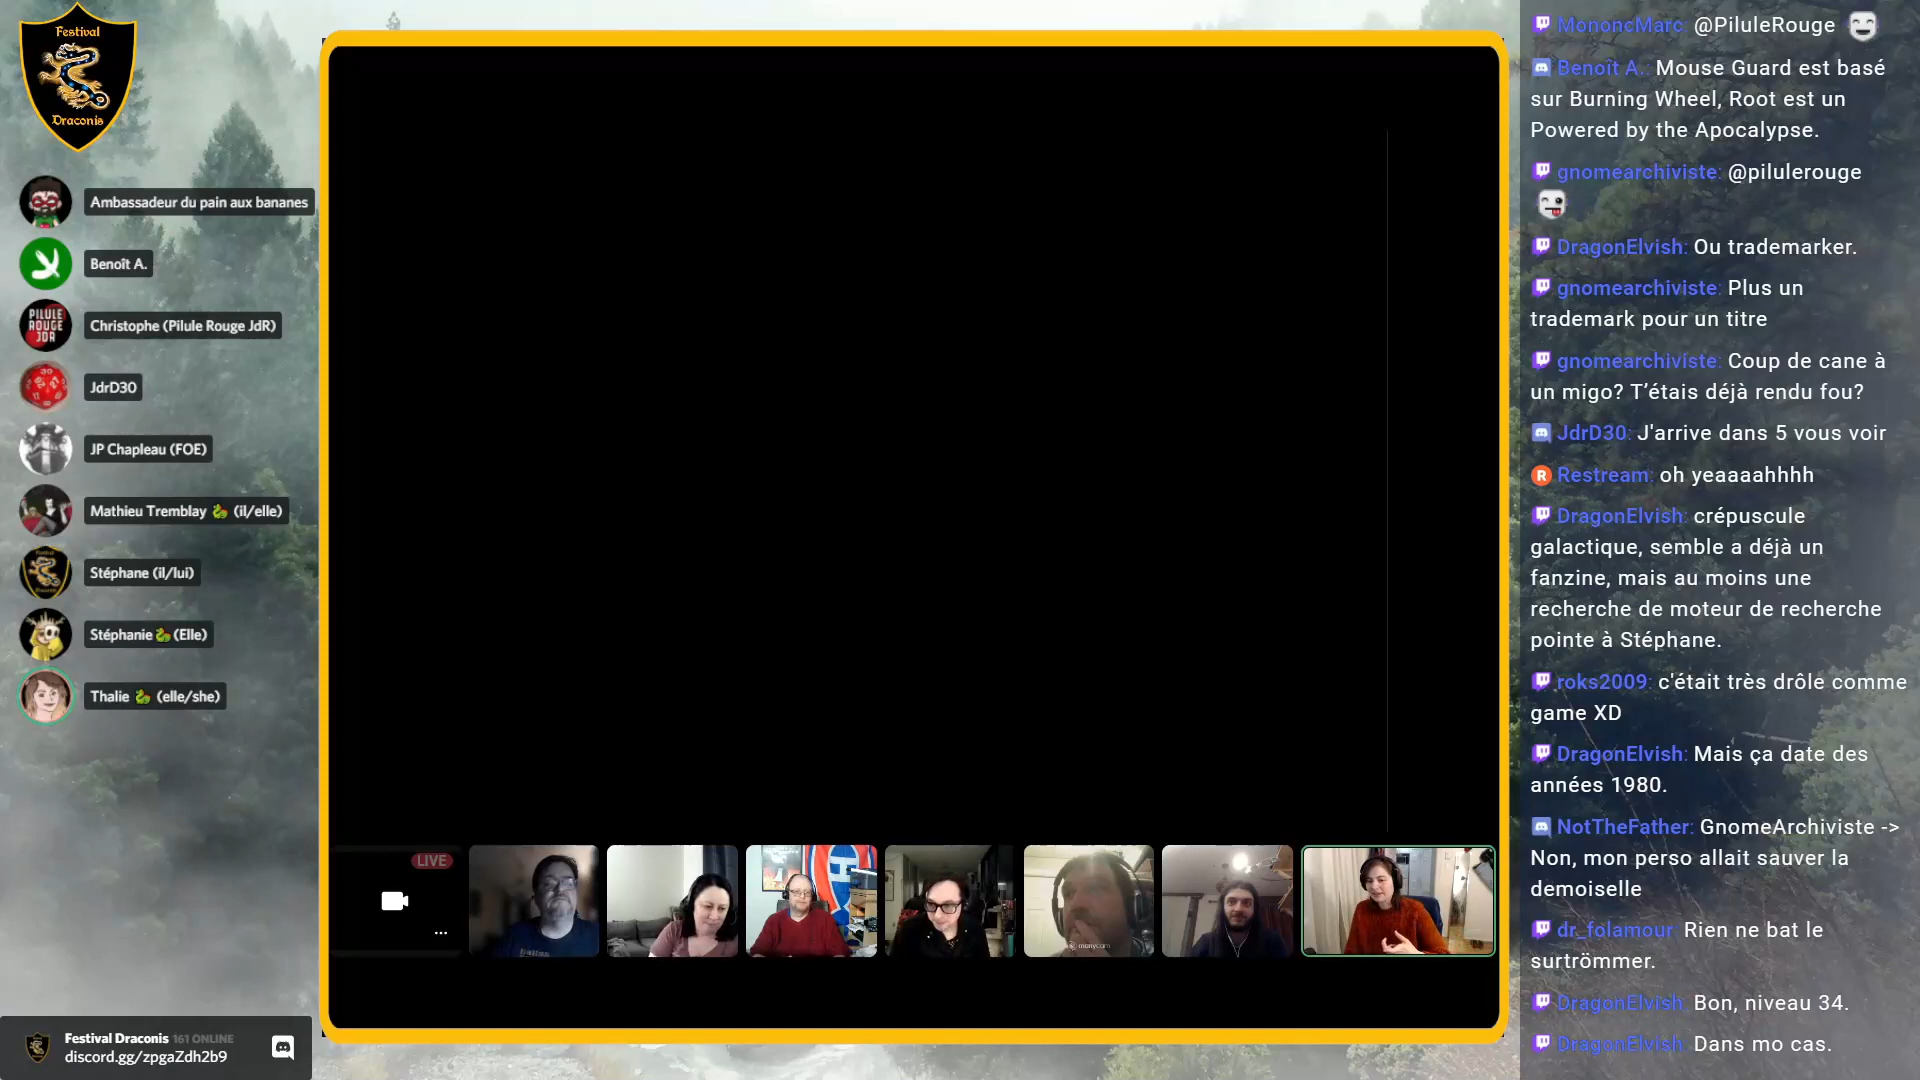 Festival
Draconis
Ambassadeur du pain aux bananes
Benoît A.
PILULE
ROUGE
JDR
Christophe (Pilule Rouge JdR)
JdrD30
JP Chapleau (FOE)
Mathieu Tremblay 🐉 (il/elle)
Stéphane (il/lui)
Stéphanie 🐉 (Elle)
Thalie 🐉 (elle/she)
Festival Draconis 161 ONLINE
discord.gg/zpgaZdh2b9
LIVE
...
manycam
MononcMarc: @PiluleRouge
Benoît A.: Mouse Guard est basé
sur Burning Wheel, Root est un
Powered by the Apocalypse.
gnomearchiviste: @pilulerouge
DragonElvish: Ou trademarker.
gnomearchiviste: Plus un
trademark pour un titre
gnomearchiviste: Coup de cane à
un migo? T’étais déjà rendu fou?
JdrD30: J'arrive dans 5 vous voir
R Restream: oh yeaaaahhhh
DragonElvish: crépuscule
galactique, semble a déjà un
fanzine, mais au moins une
recherche de moteur de recherche
pointe à Stéphane.
roks2009: c'était très drôle comme
game XD
DragonElvish: Mais ça date des
années 1980.
NotTheFather: GnomeArchiviste ->
Non, mon perso allait sauver la
demoiselle
dr_folamour: Rien ne bat le
surtrömmer.
DragonElvish: Bon, niveau 34.
DragonElvish: Dans mo cas.